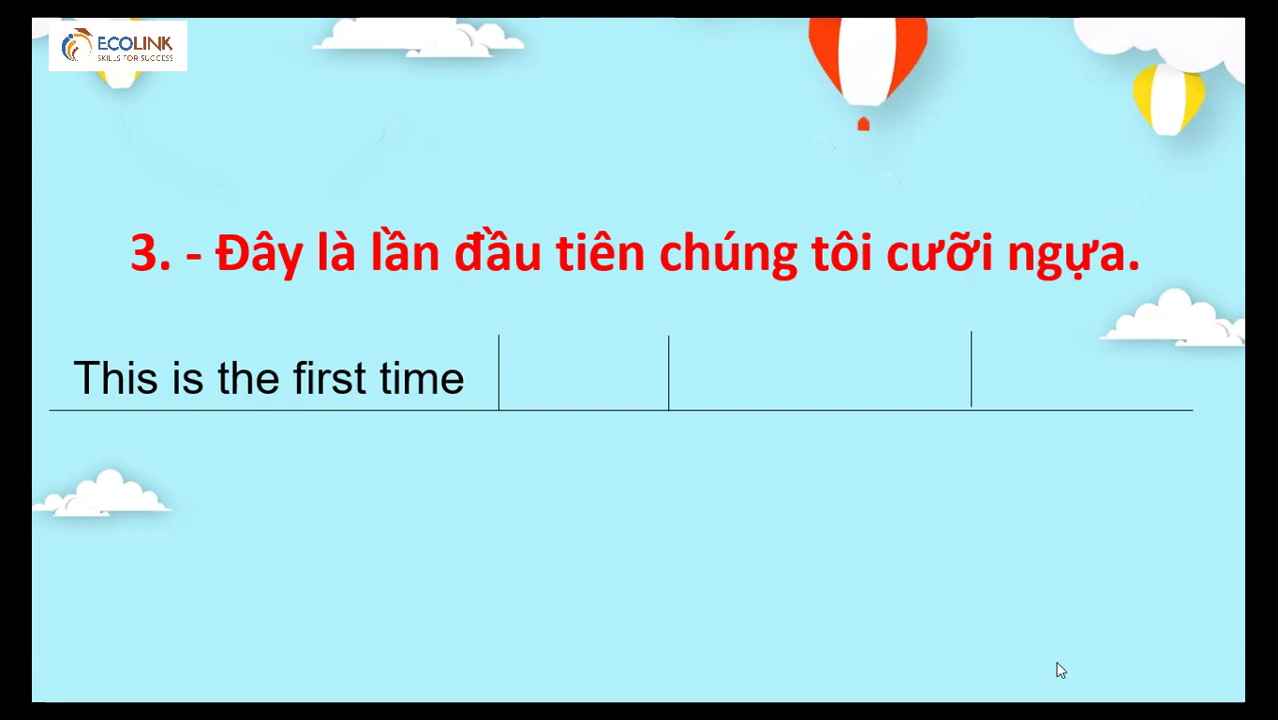 ECOLINK
SKILLS FOR SUCCESS
3. - Đây là lần đầu tiên chúng tôi cưỡi ngựa.
This is the first time